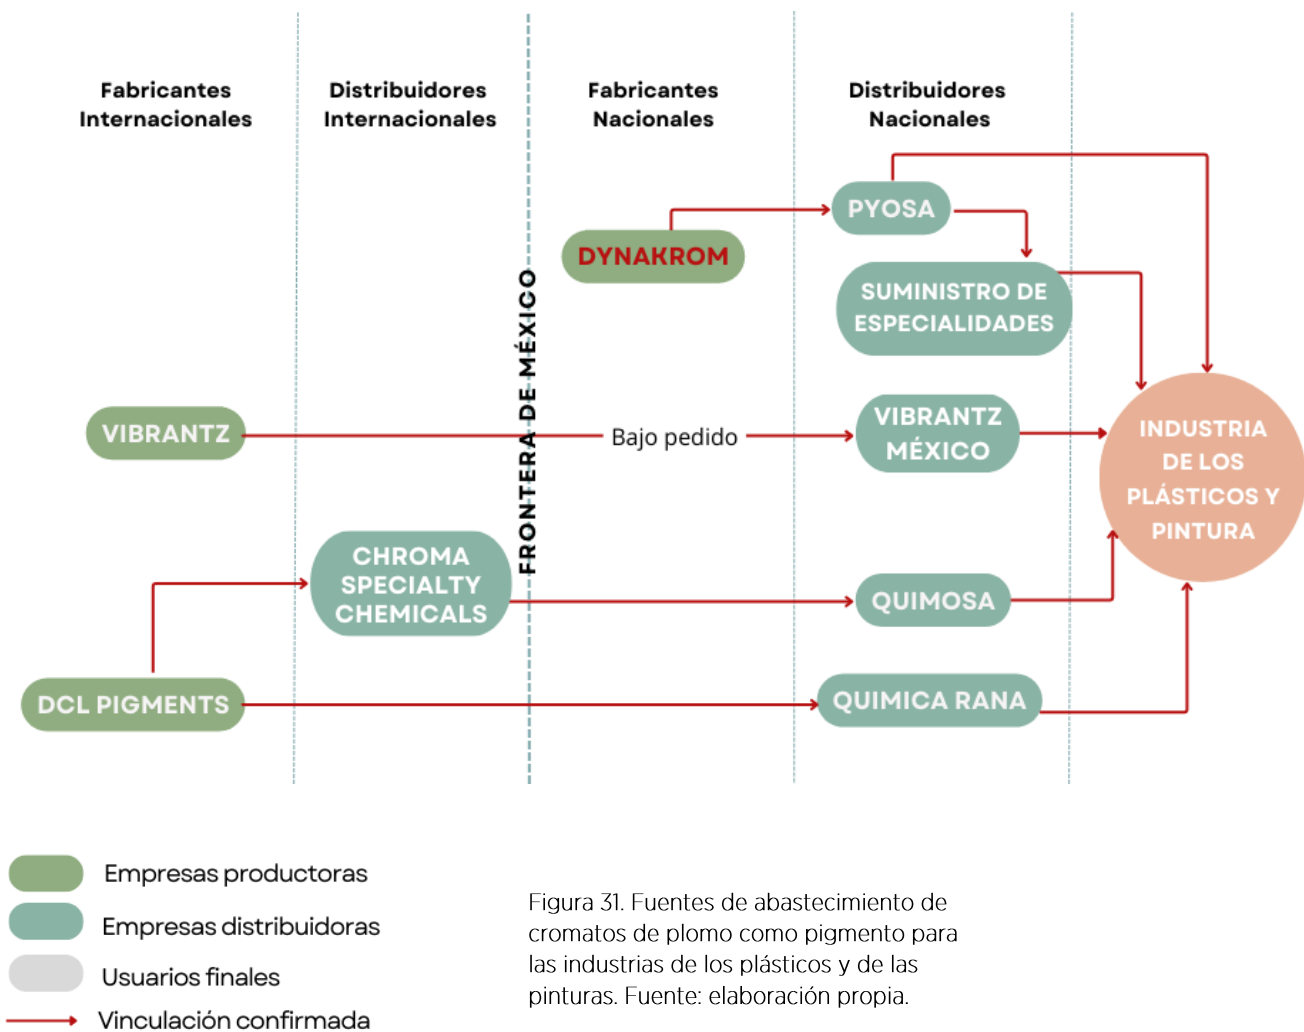 Fabricantes
Internacionales
Distribuidores
Internacionales
Fabricantes
Nacionales
Distribuidores
Nacionales
PYOSA
DYNAKROM
SUMINISTRO DE
ESPECIALIDADES
FRONTERA DE MÉXICO
VIBRANTZ
Bajo pedido
VIBRANTZ
MÉXICO
INDUSTRIA
DE LOS
PLÁSTICOS Y
PINTURA
CHROMA
SPECIALTY
CHEMICALS
QUIMOSA
DCL PIGMENTS
QUIMICA RANA
Empresas productoras
Empresas distribuidoras
Usuarios finales
Vinculación confirmada
Figura 31. Fuentes de abastecimiento de
cromatos de plomo como pigmento para
las industrias de los plásticos y de las
pinturas. Fuente: elaboración propia.